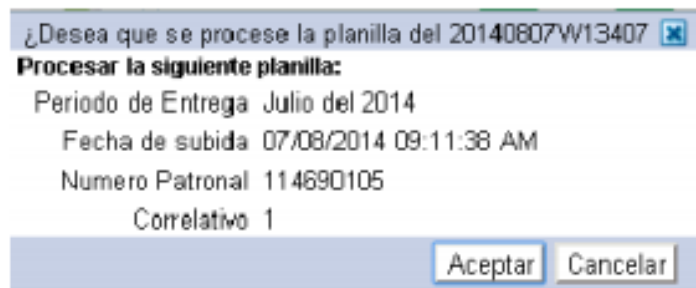 ¿Desea que se procese la planilla del 20140807W13407
Procesar la siguiente planilla:
Periodo de Entrega Julio del 2014
Fecha de subida 07/08/2014 09:11:38 AM
Numero Patronal 114690105
Correlativo 1
Aceptar Cancelar